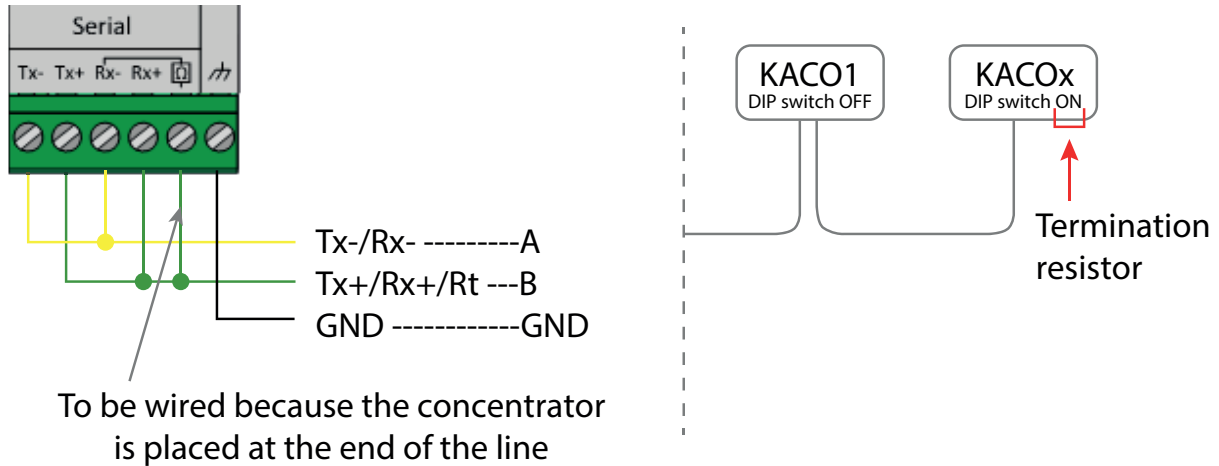 Serial
Tx- Tx+ Rx- Rx+ Ω
Tx-/Rx- ---------A
Tx+/Rx+/Rt ---B
GND ------------GND
To be wired because the concentrator
is placed at the end of the line
KACO1
DIP switch OFF
KACOx
DIP switch ON
Termination
resistor